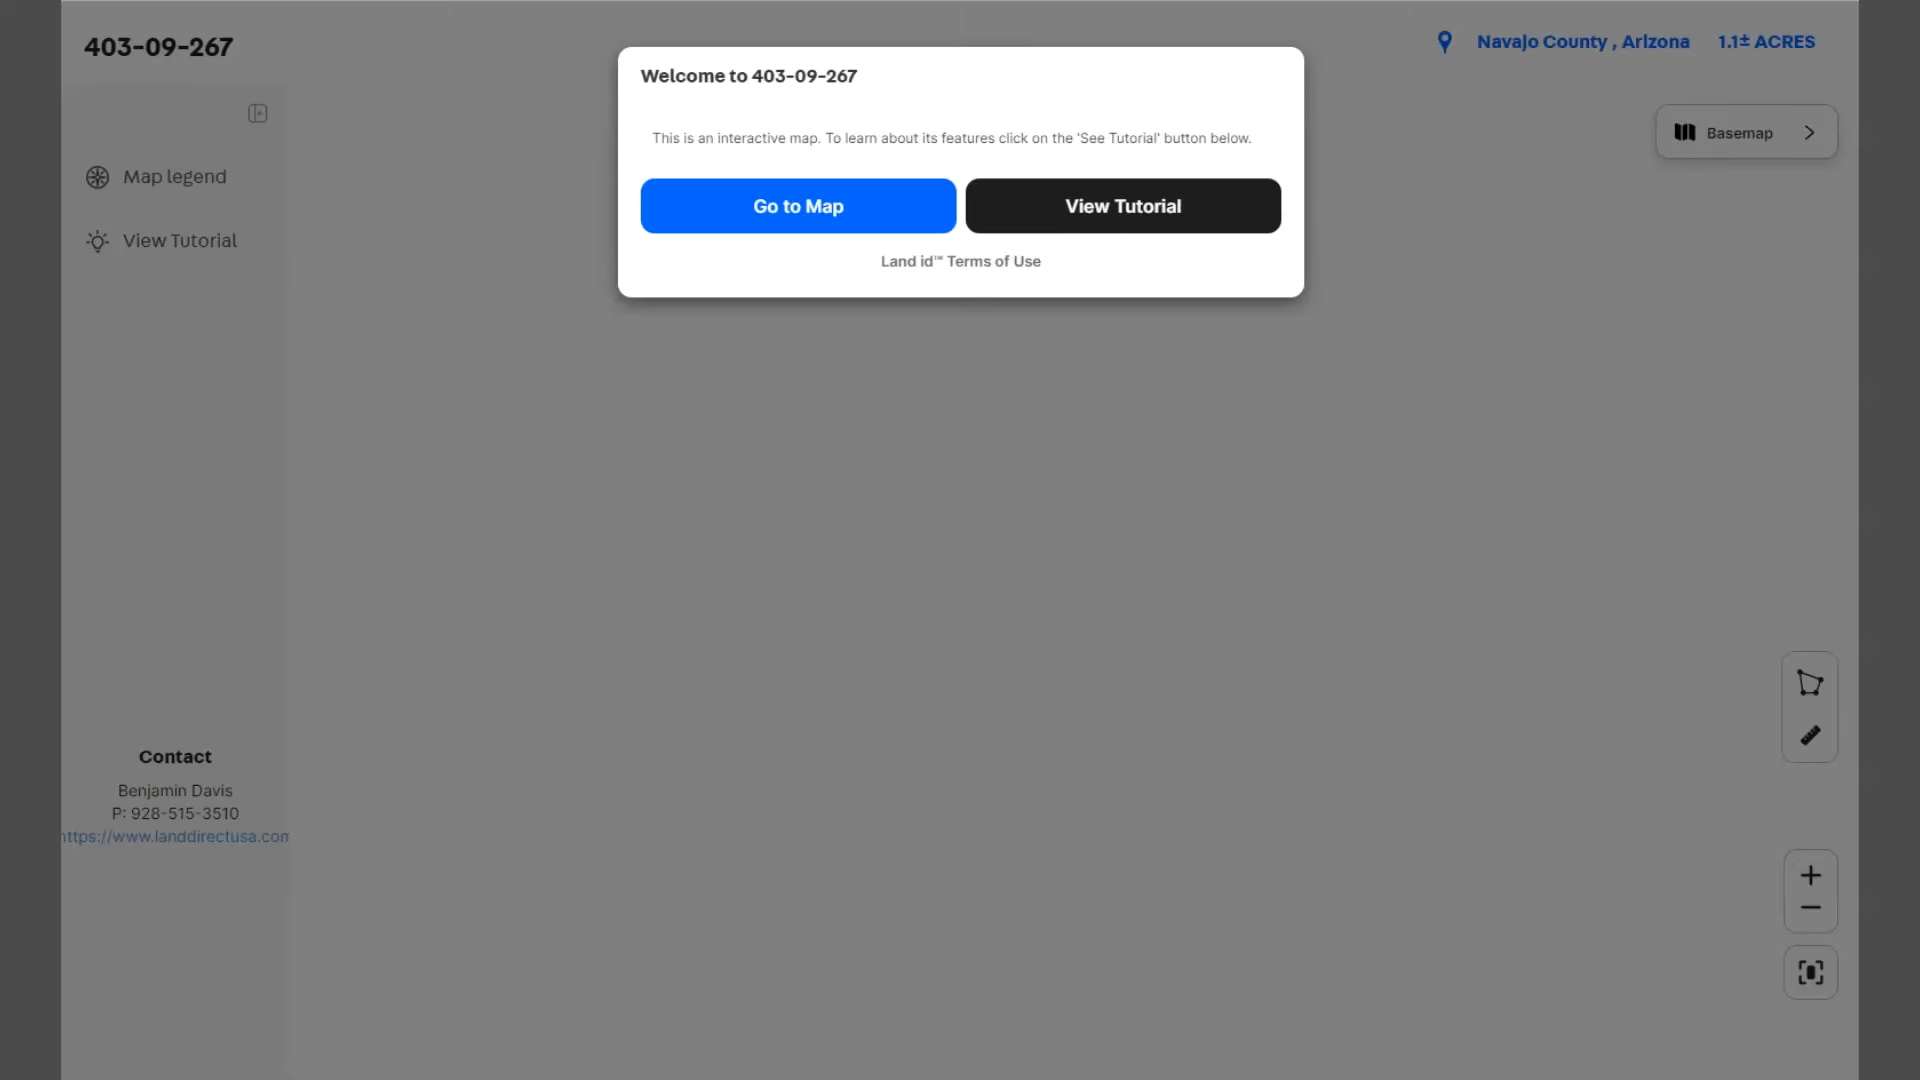 403-09-267
Navajo County , Arizona 1.1± ACRES
Welcome to 403-09-267
This is an interactive map. To learn about its features click on the 'See Tutorial' button below.
Go to Map
View Tutorial
Land id™ Terms of Use
Basemap
Map legend
View Tutorial
Contact
Benjamin Davis
P: 928-515-3510
https://www.landdirectusa.com